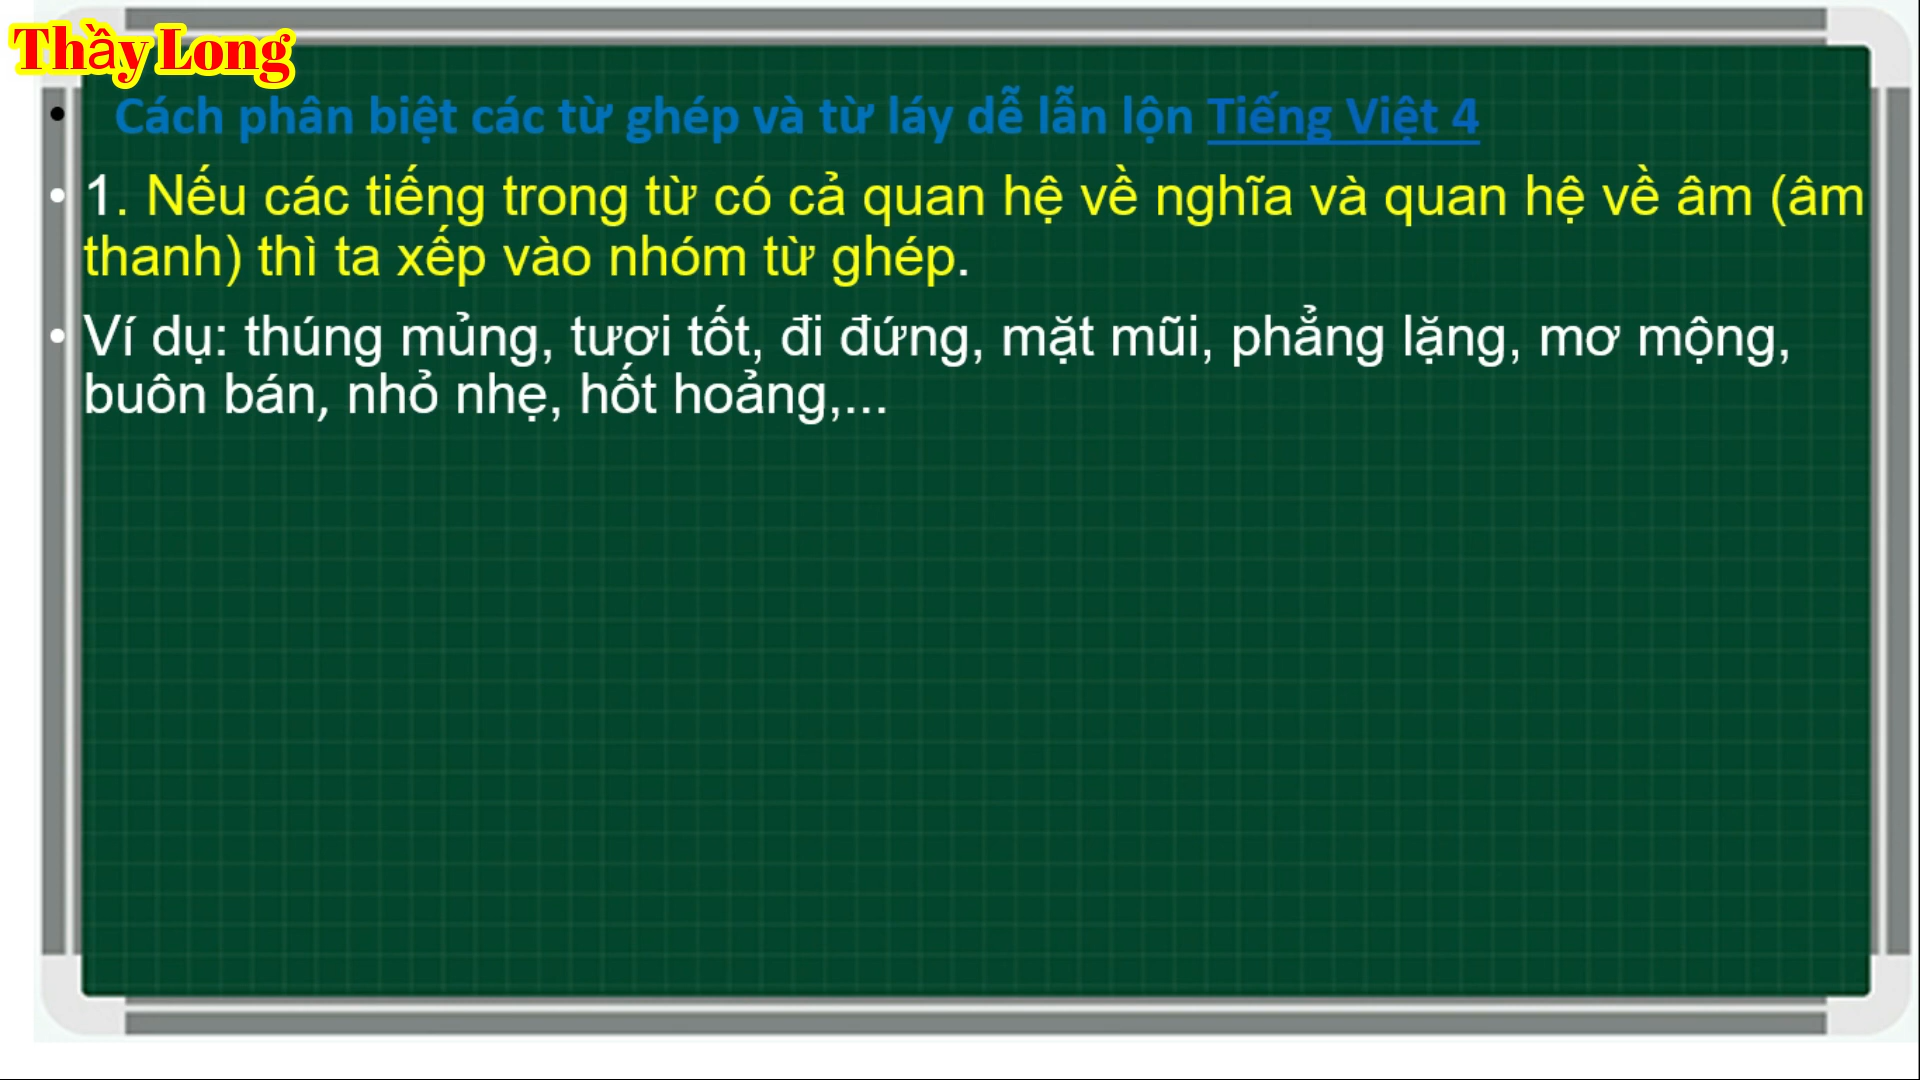 Thầy Long
• Cách phân biệt các từ ghép và từ láy dễ lẫn lộn Tiếng Việt 4
• 1. Nếu các tiếng trong từ có cả quan hệ về nghĩa và quan hệ về âm (âm
thanh) thì ta xếp vào nhóm từ ghép.
• Ví dụ: thúng mủng, tươi tốt, đi đứng, mặt mũi, phẳng lặng, mơ mộng,
buôn bán, nhỏ nhẹ, hốt hoảng,...